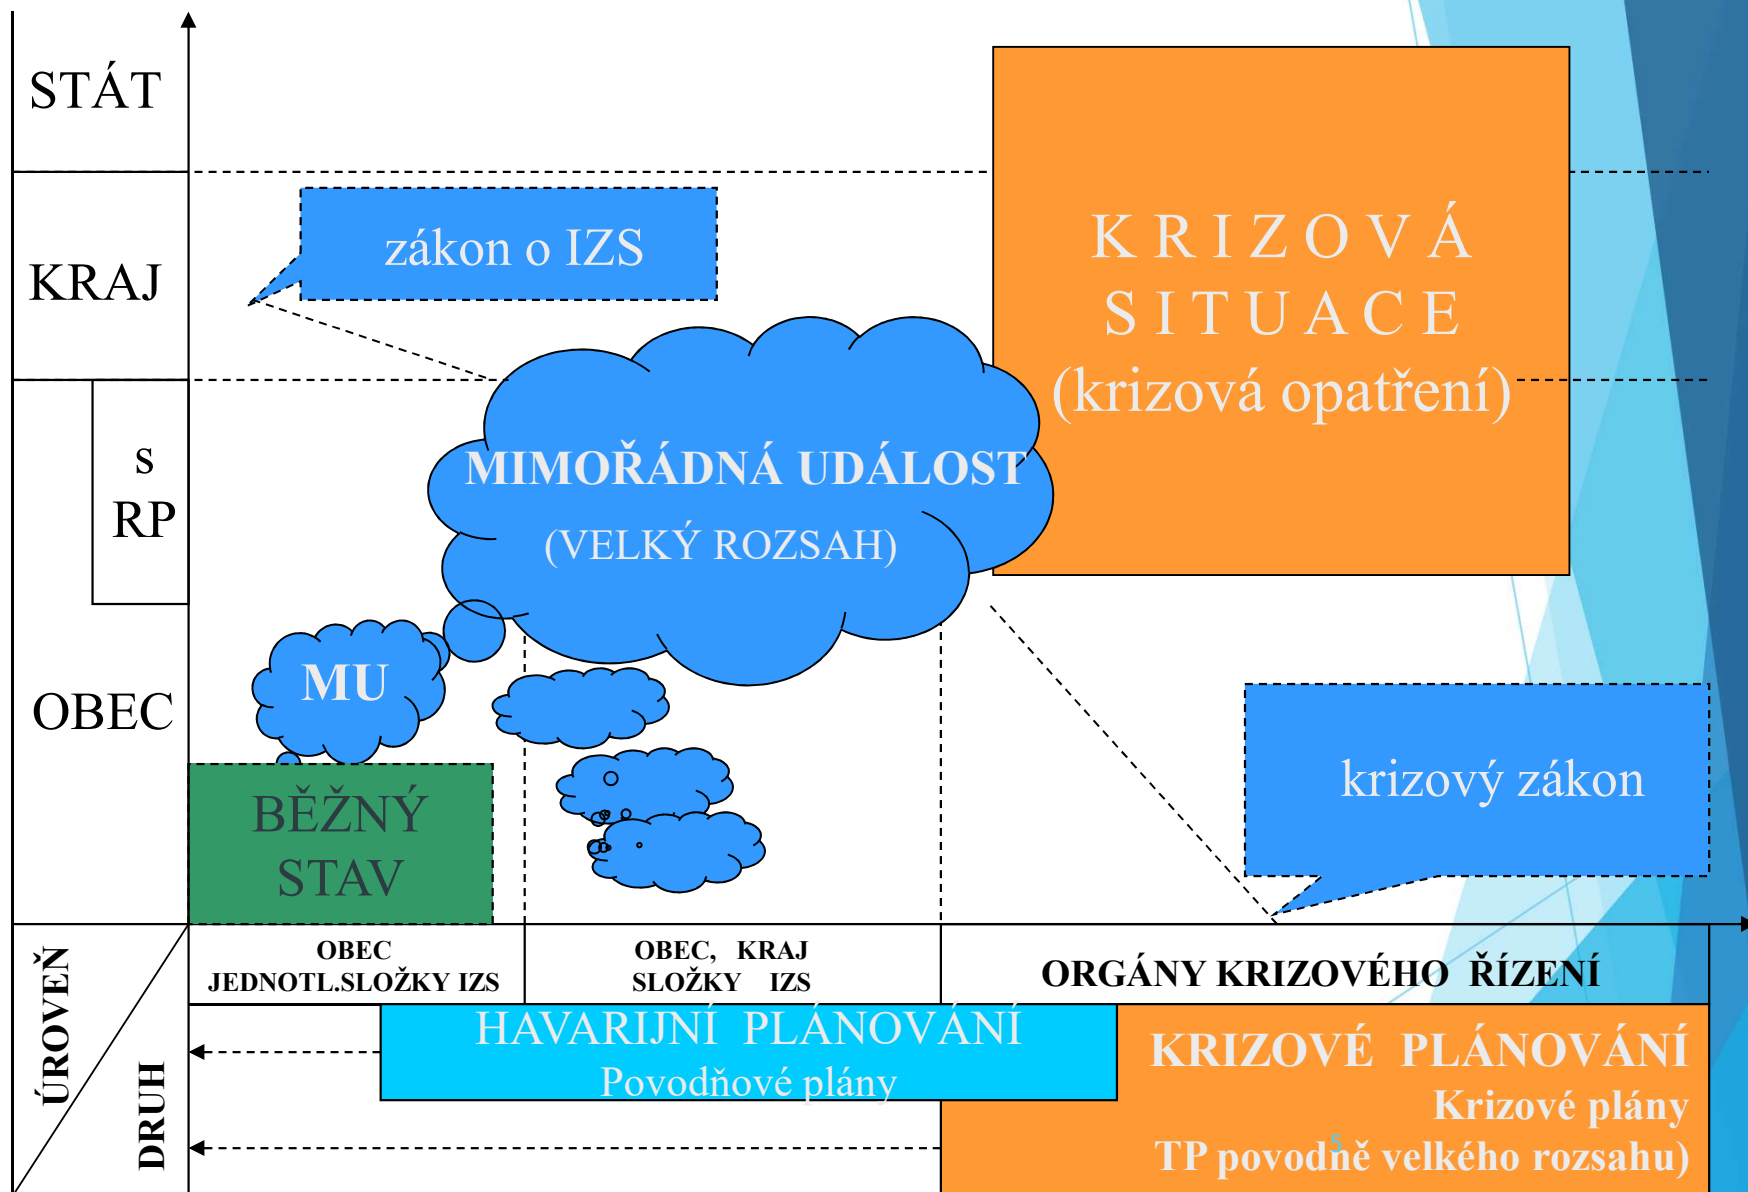 STÁT
KRAJ
s
RP
OBEC
zákon o IZS
K R I Z O V Á
S I T U A C E
(krizová opatření)
MIMOŘÁDNÁ UDÁLOST
(VELKÝ ROZSAH)
MU
BĚŽNÝ
STAV
krizový zákon
ÚROVEŇ
DRUH
OBEC
JEDNOTL.SLOŽKY IZS
OBEC, KRAJ
SLOŽKY IZS
ORGÁNY KRIZOVÉHO ŘÍZENÍ
HAVARIJNÍ PLÁNOVÁNÍ
Povodňové plány
KRIZOVÉ PLÁNOVÁNÍ
Krizové plány
TP povodně velkého rozsahu)
5